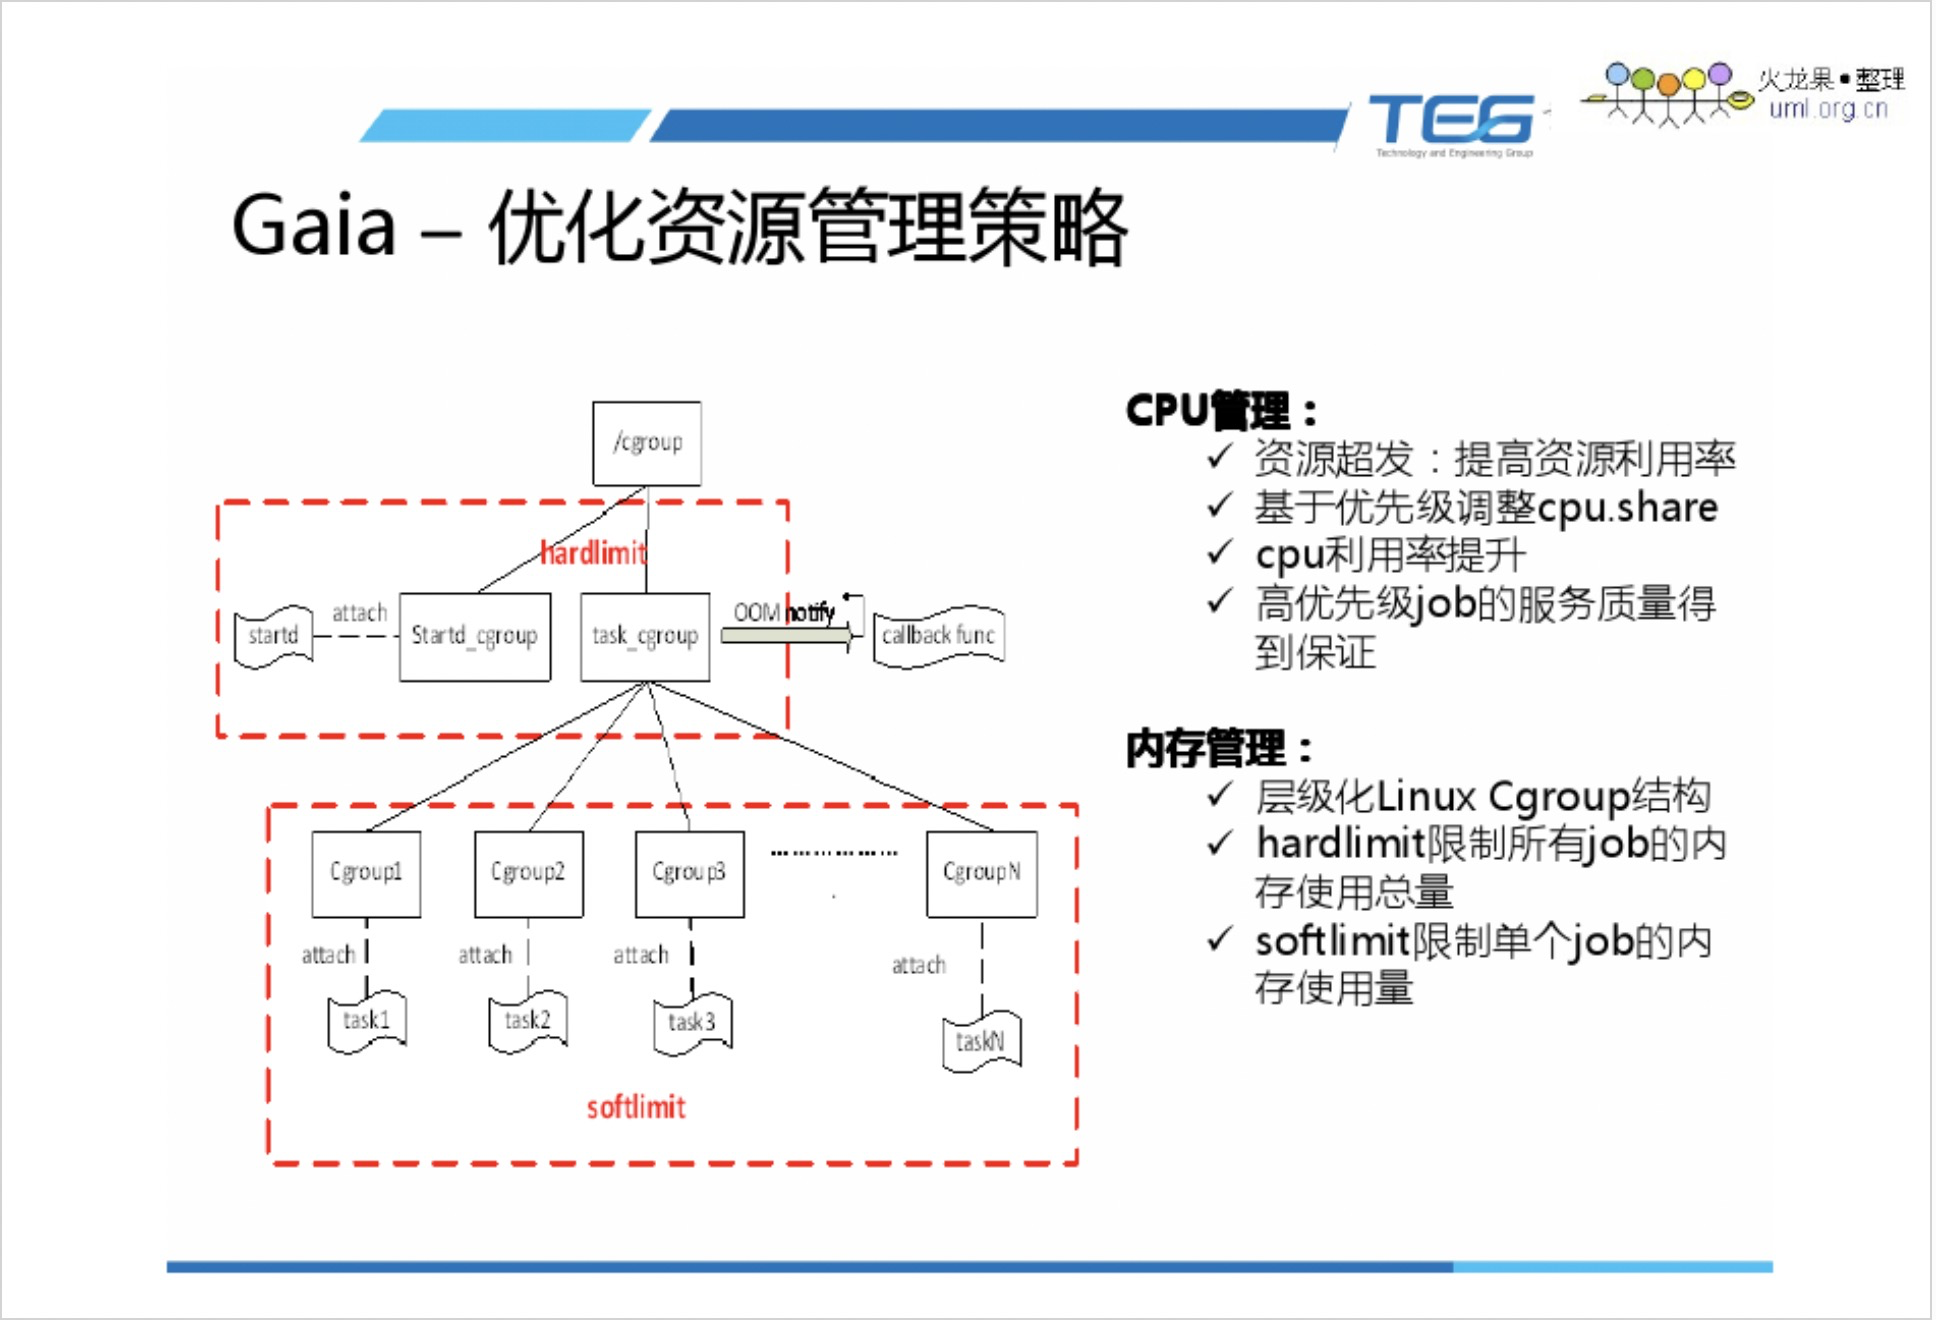 火龙果•整理
uml.org.cn
TEG
Technology and Engineering Group
Gaia – 优化资源管理策略
/cgroup
hardlimit
startd
attach
Startd_cgroup
task_cgroup
OOM notify
callback func
Cgroup1
Cgroup2
Cgroup3
CgroupN
attach
attach
attach
attach
task1
task2
task3
taskN
softlimit
CPU管理：
✓ 资源超发：提高资源利用率
✓ 基于优先级调整cpu.share
✓ cpu利用率提升
✓ 高优先级job的服务质量得
到保证
内存管理：
✓ 层级化Linux Cgroup结构
✓ hardlimit限制所有job的内
存使用总量
✓ softlimit限制单个job的内
存使用量